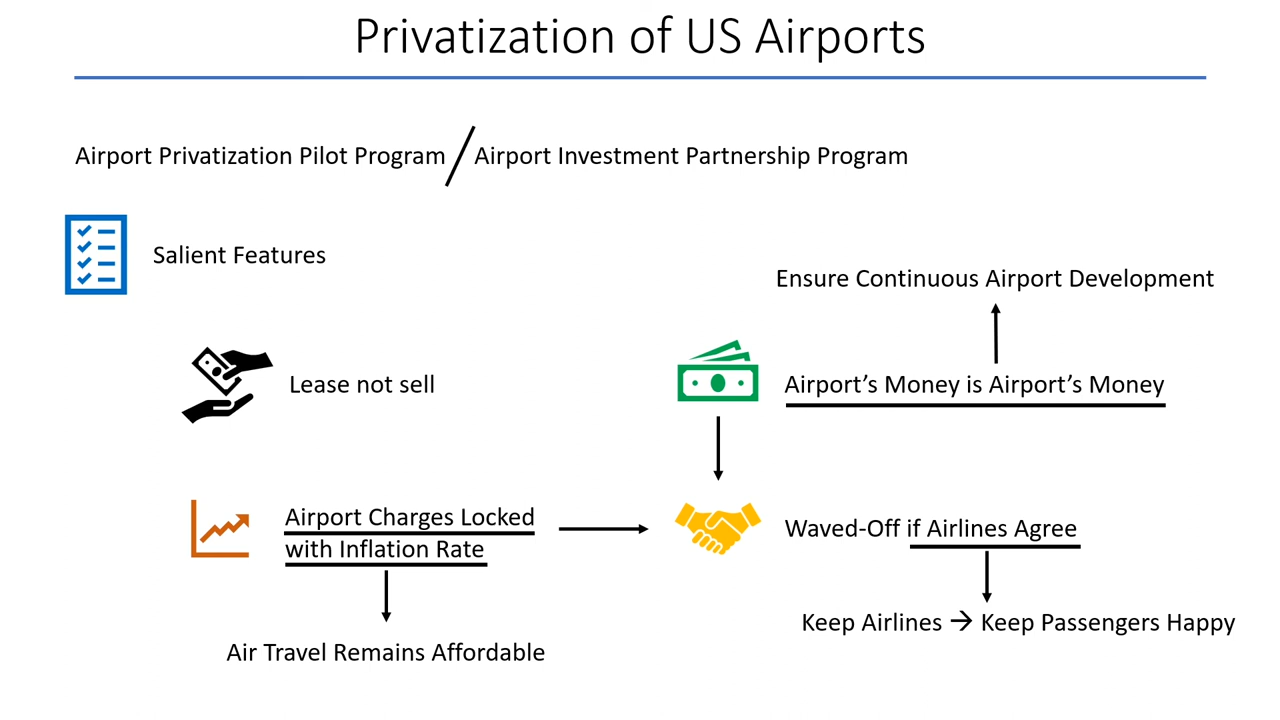 Privatization of US Airports
Airport Privatization Pilot Program / Airport Investment Partnership Program
Salient Features
Ensure Continuous Airport Development
Lease not sell
Airport’s Money is Airport’s Money
Airport Charges Locked
with Inflation Rate
Waved-Off if Airlines Agree
Keep Airlines → Keep Passengers Happy
Air Travel Remains Affordable